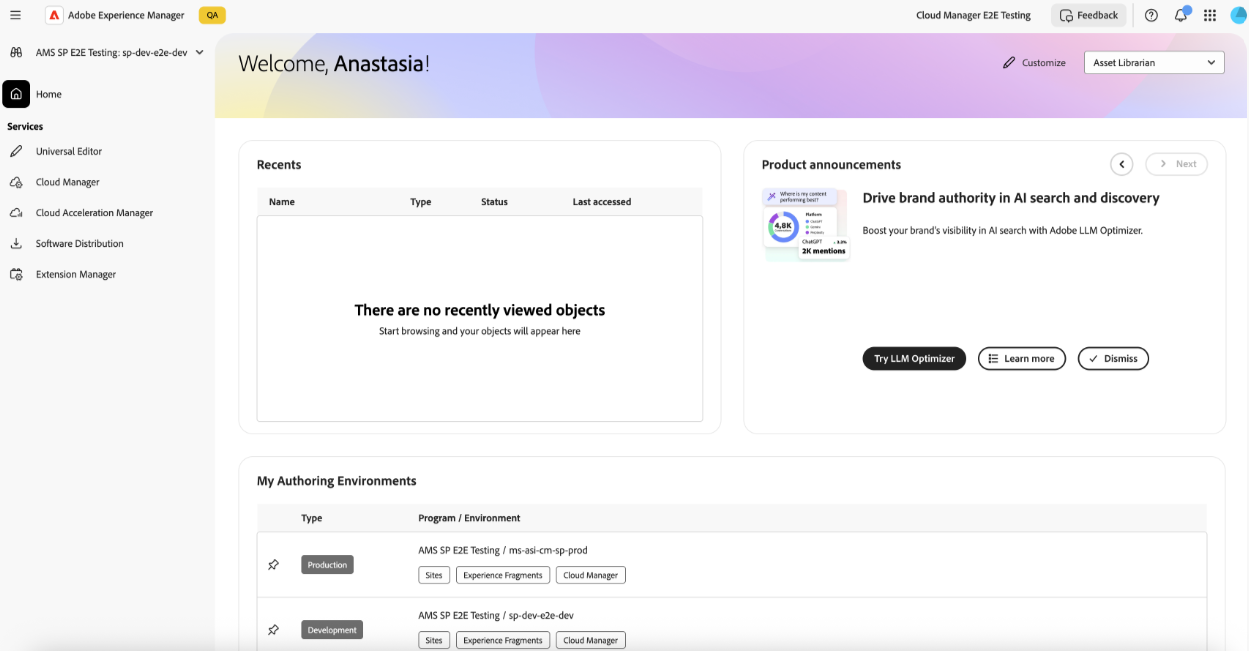 Adobe Experience Manager
QA
Cloud Manager E2E Testing
Feedback
AMS SP E2E Testing: sp-dev-e2e-dev
Home
Services
Universal Editor
Cloud Manager
Cloud Acceleration Manager
Software Distribution
Extension Manager
Welcome, Anastasia!
Customize
Asset Librarian
Recents
Name Type Status Last accessed
There are no recently viewed objects
Start browsing and your objects will appear here
Product announcements
Next
Where is my content
performing best?
Platform
4,8K
ChatGPT
3.2%
2K mentions
Drive brand authority in AI search and discovery
Boost your brand's visibility in AI search with Adobe LLM Optimizer.
Try LLM Optimizer
Learn more
Dismiss
My Authoring Environments
Type Program / Environment
Production
AMS SP E2E Testing / ms-asi-cm-sp-prod
Sites Experience Fragments Cloud Manager
Development
AMS SP E2E Testing / sp-dev-e2e-dev
Sites Experience Fragments Cloud Manager